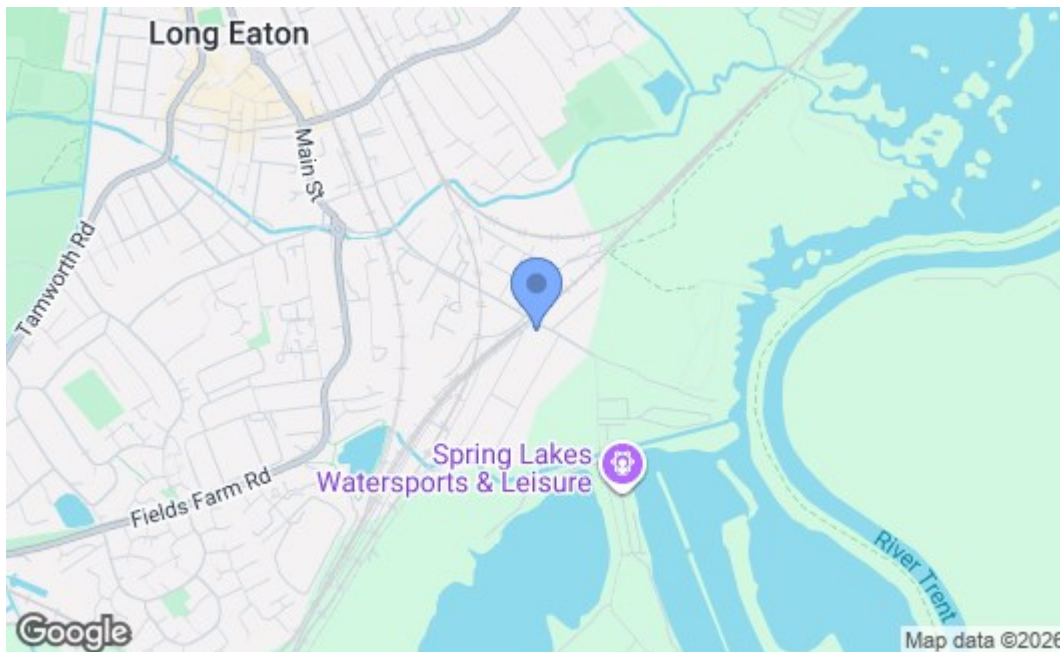 Long Eaton
Main St
Tamworth Rd
Spring Lakes
Watersports & Leisure
Fields Farm Rd
River Trent
Google
Map data ©2026